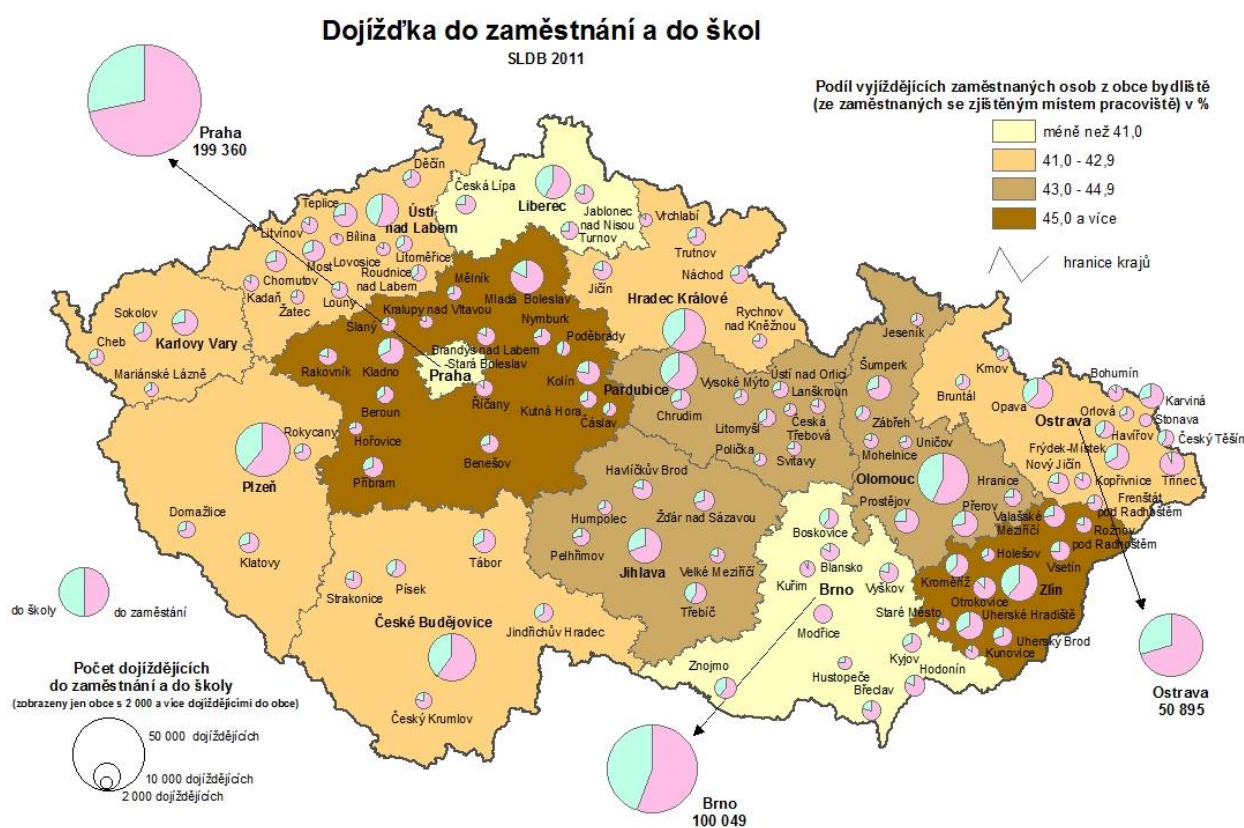 Dojížďka do zaměstnání a do škol
SLDB 2011
Podíl vyjíždějících zaměstnaných osob z obce bydliště
(ze zaměstnaných se zjištěným místem pracoviště) v %
méně než 41,0
41,0 - 42,9
43,0 - 44,9
45,0 a více
hranice krajů
Praha
199 360
Děčín
Teplice
Ústí
nad Labem
Litvínov
Bílina
Most
Lovosice
Litoměřice
Chomutov
Roudnice
nad Labem
Kadaň
Žatec
Louny
Česká Lípa
Liberec
Jablonec
nad Nisou
Turnov
Vrchlabí
Trutnov
Náchod
Jičín
Hradec Králové
Rychnov
nad Kněžnou
Sokolov
Cheb
Karlovy Vary
Mariánské Lázně
Mělník
Mladá Boleslav
Kralupy nad Vltavou
Slaný
Nymburk
Poděbrady
Brandýs nad Labem
-Stará Boleslav
Rakovník
Kladno
Praha
Říčany
Kolín
Kutná Hora
Čáslav
Beroun
Hořovice
Benešov
Příbram
Pardubice
Chrudim
Vysoké Mýto
Ústí nad Orlicí
Lanškroun
Litomyšl
Česká
Třebová
Polička
Svitavy
Jeseník
Šumperk
Zábřeh
Mohelnice
Uničov
Olomouc
Prostějov
Přerov
Hranice
Krnov
Bruntál
Opava
Bohumín
Karviná
Ostrava
Orlová
Stonava
Havířov
Český Těšín
Frýdek-Místek
Nový Jičín
Kopřivnice
Třinec
Frenštát
pod Radhoštěm
Valašské
Meziříčí
Rožnov
pod Radhoštěm
Vsetín
Holešov
Kroměříž
Zlín
Otrokovice
Staré Město
Uherské Hradiště
Uherský Brod
Kunovice
Rokycany
Plzeň
Domažlice
Klatovy
Havlíčkův Brod
Humpolec
Žďár nad Sázavou
Pelhřimov
Jihlava
Velké Meziříčí
Třebíč
Boskovice
Blansko
Kuřim
Brno
Vyškov
Modřice
Kyjov
Hodonín
Hustopeče
Břeclav
Znojmo
Tábor
Písek
Strakonice
České Budějovice
Jindřichův Hradec
Český Krumlov
do školy
do zaměstání
Počet dojíždějících
do zaměstnání a do školy
(zobrazeny jen obce s 2 000 a více dojíždějícími do obce)
50 000 dojíždějících
10 000 dojíždějících
2 000 dojíždějících
Brno
100 049
Ostrava
50 895